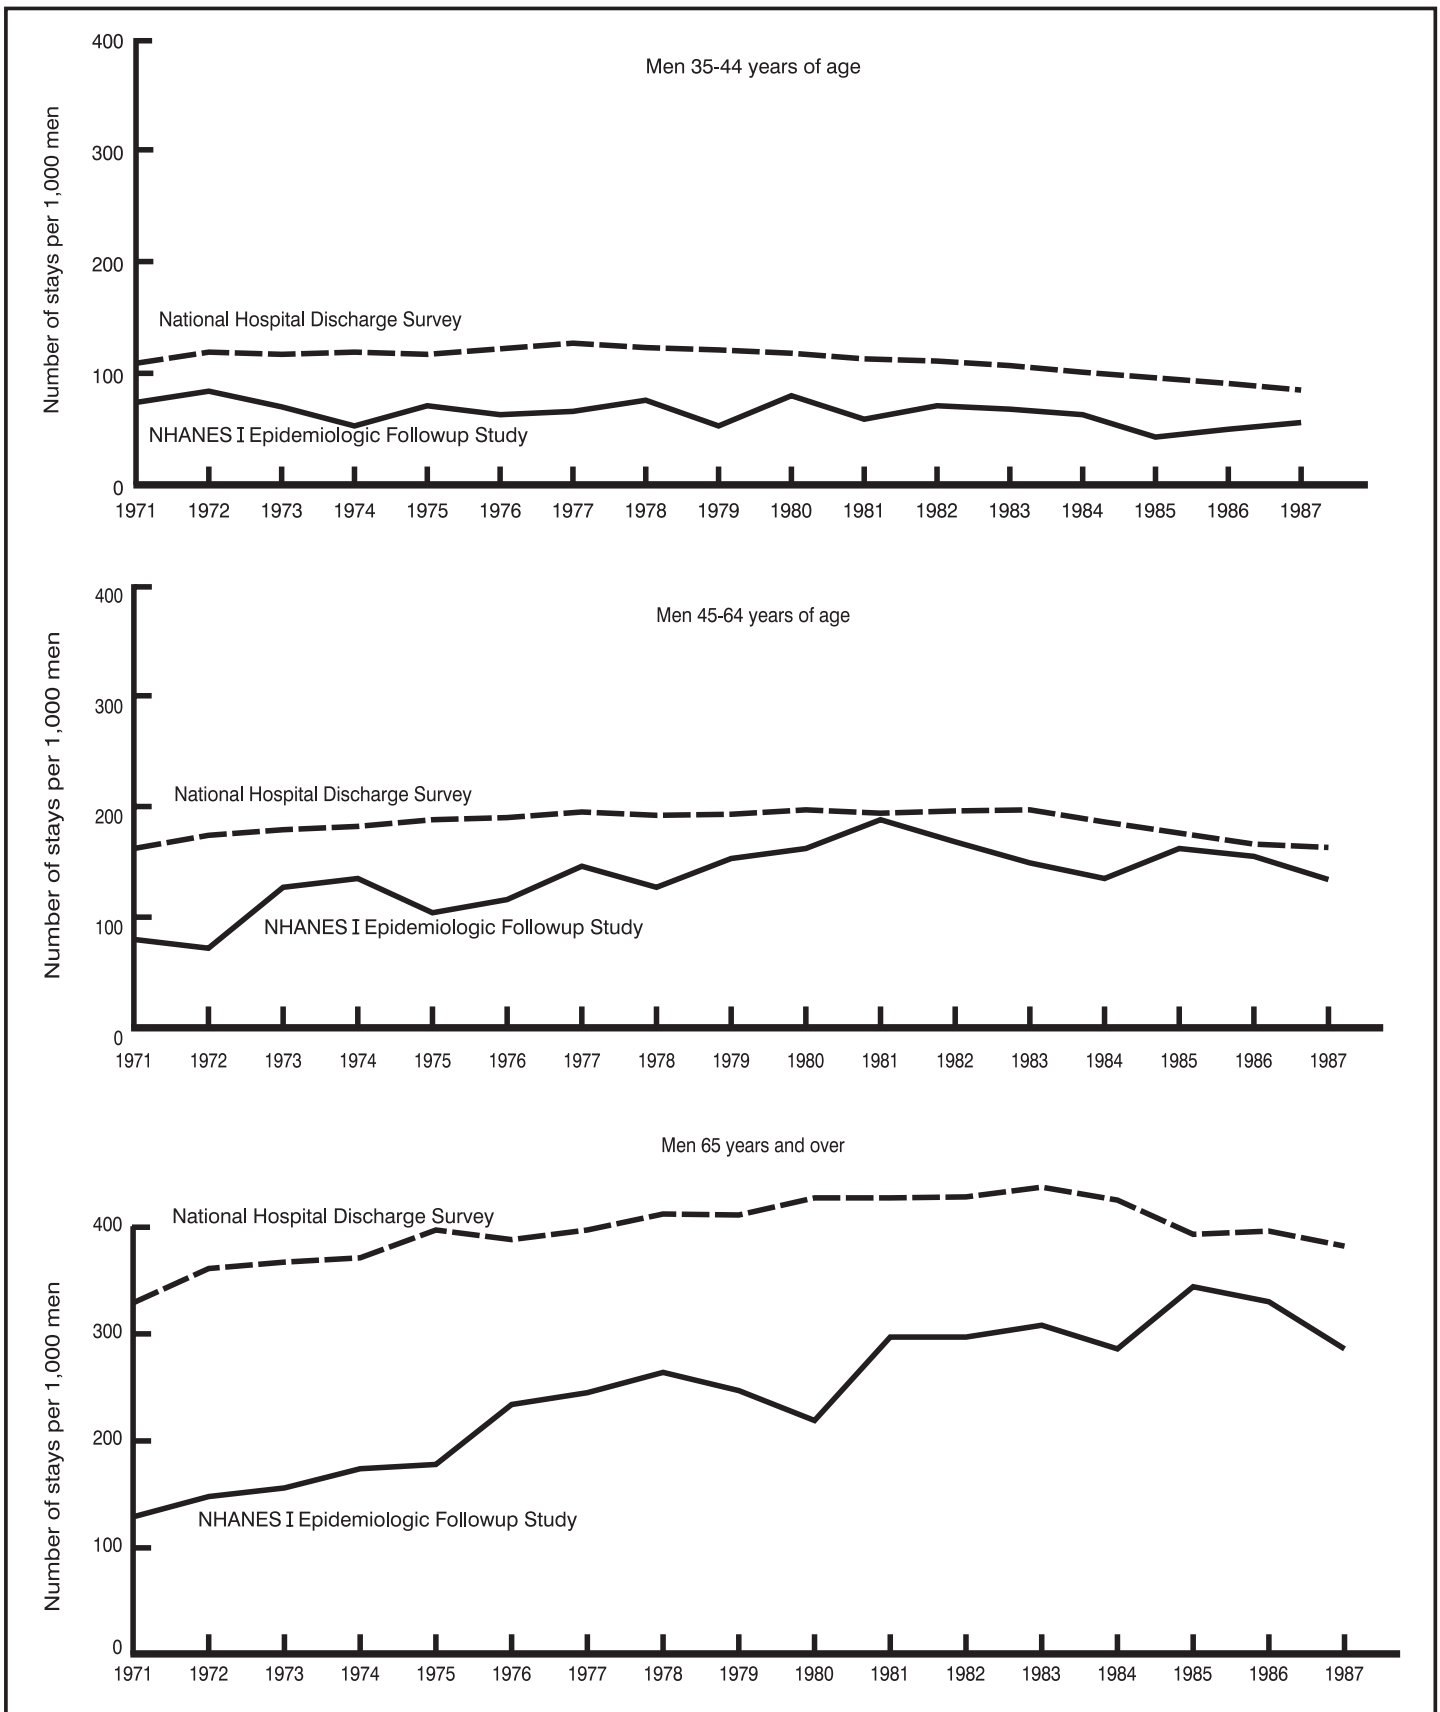 Men 35-44 years of age
Number of stays per 1,000 men
400
300
200
100
0
National Hospital Discharge Survey
NHANES I Epidemiologic Followup Study
1971 1972 1973 1974 1975 1976 1977 1978 1979 1980 1981 1982 1983 1984 1985 1986 1987
Men 45-64 years of age
Number of stays per 1,000 men
400
300
200
100
0
National Hospital Discharge Survey
NHANES I Epidemiologic Followup Study
1971 1972 1973 1974 1975 1976 1977 1978 1979 1980 1981 1982 1983 1984 1985 1986 1987
Men 65 years and over
Number of stays per 1,000 men
400
300
200
100
0
National Hospital Discharge Survey
NHANES I Epidemiologic Followup Study
1971 1972 1973 1974 1975 1976 1977 1978 1979 1980 1981 1982 1983 1984 1985 1986 1987